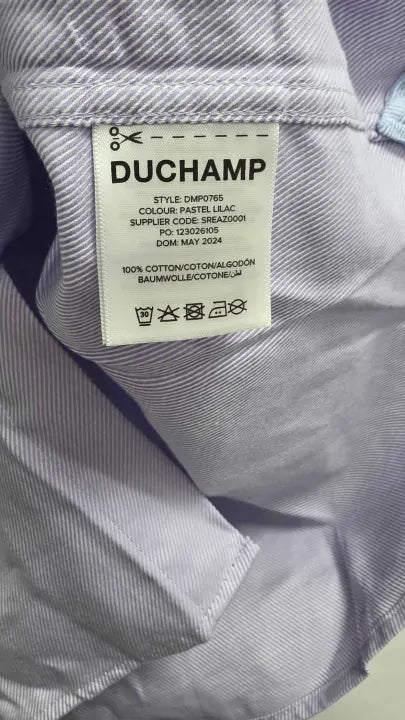 DUCHAMP
STYLE: DMP0765
COLOUR: PASTEL LILAC
SUPPLIER CODE: SREAZ0001
PO: 123026105
DOM: MAY 2024
100% COTTON/COTON/ALGODÓN
BAUMWOLLE/COTONE/
30